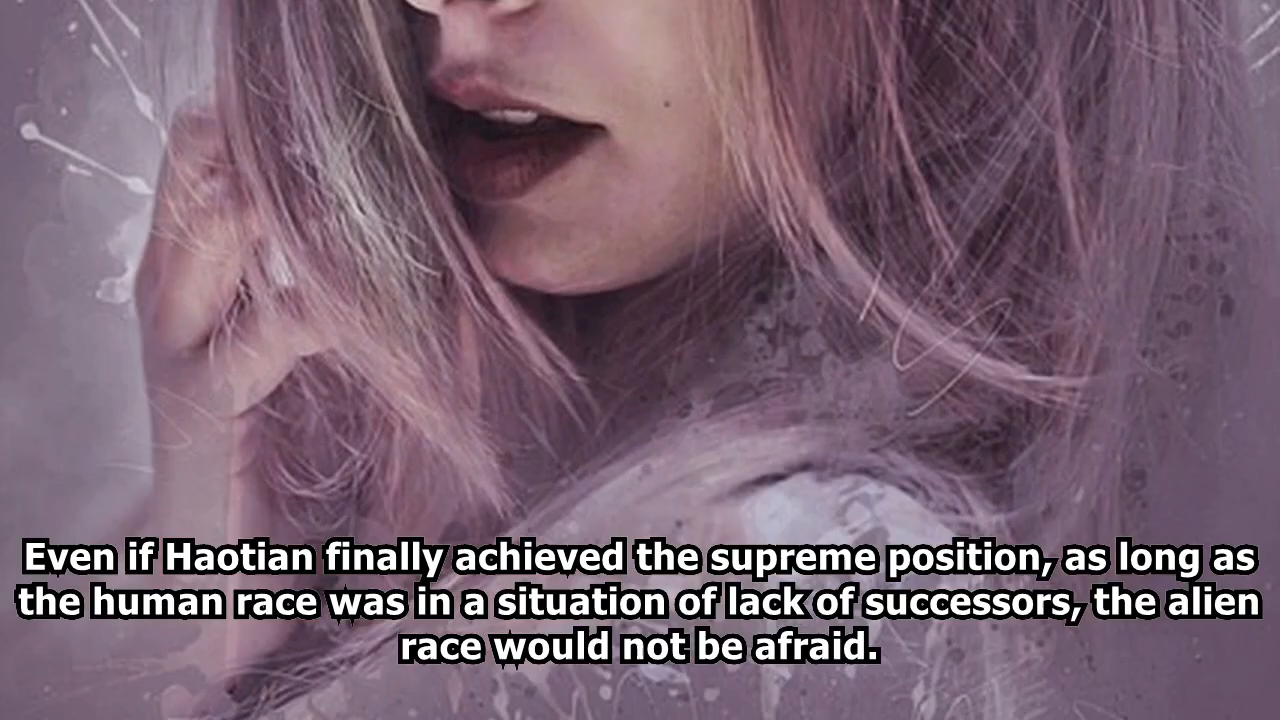 Even if Haotian finally achieved the supreme position, as long as
the human race was in a situation of lack of successors, the alien
race would not be afraid.